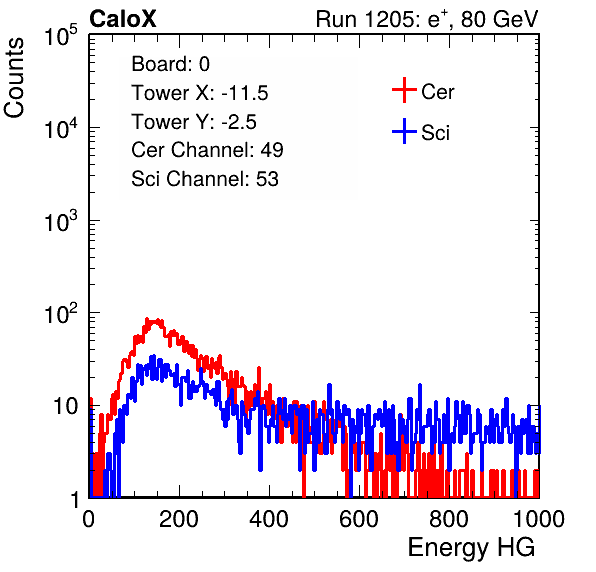 CaloX Run 1205: e⁺, 80 GeV
Counts
Board: 0
Tower X: -11.5
Tower Y: -2.5
Cer Channel: 49
Sci Channel: 53
Cer
Sci
10⁵
10⁴
10³
10²
10
1
0 200 400 600 800 1000
Energy HG